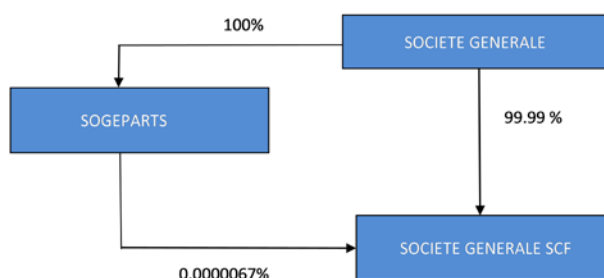 100%
SOCIETE GENERALE
SOGEPARTS
99.99 %
SOCIETE GENERALE SCF
0.0000067%